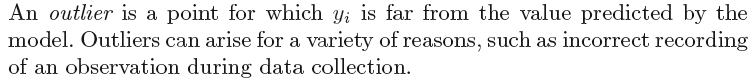 An outlier is a point for which yi is far from the value predicted by the
model. Outliers can arise for a variety of reasons, such as incorrect recording
of an observation during data collection.